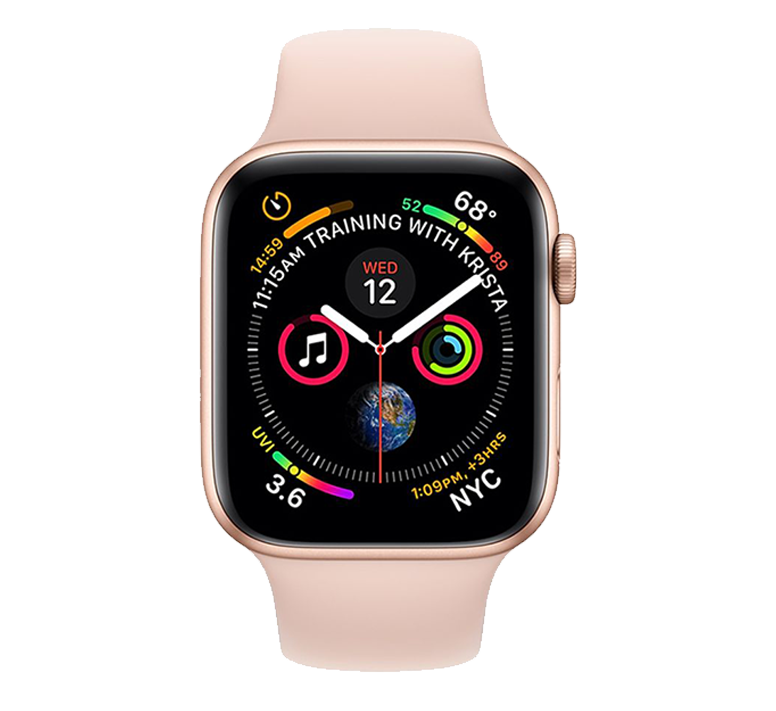 14:59
11:15AM TRAINING WITH KRISTA
52
68°
89
WED
12
UVI
3.6
1:09PM, +3HRS
NYC